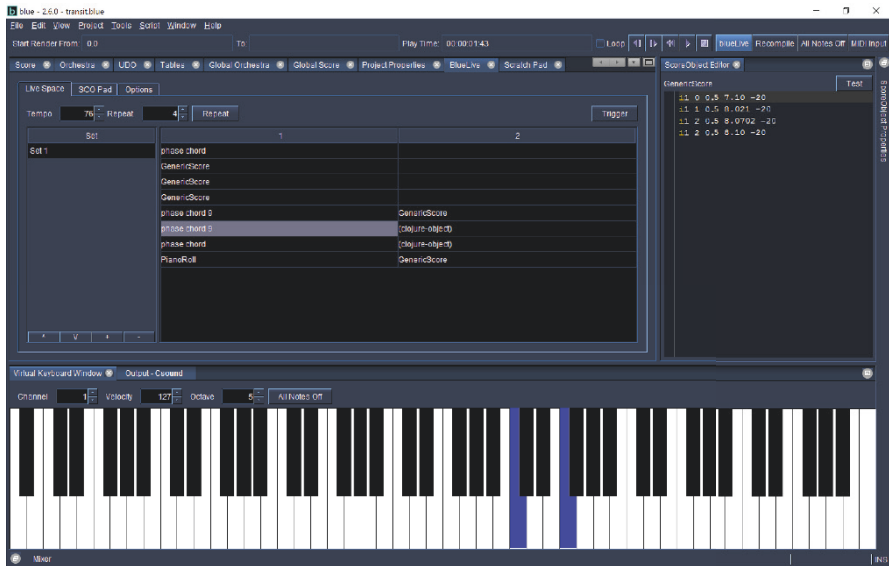 blue - 2.6.0 - transit.blue
File Edit View Project Tools Script Window Help
Start Render From: 0.0 To: Play Time: 00:00:01:43 Loop blueLive Recompile All Notes Off MIDI Input
Score Orchestra UDO Tables Global Orchestra Global Score Project Properties BlueLive Scratch Pad
ScoreObject Editor
Live Space SCO Pad Options
GenericScore Test
Tempo 76 Repeat 4 Repeat Trigger
Set 1 2
Set 1
phase chord
GenericScore
GenericScore
GenericScore
phase chord 8 GenericScore
phase chord 8 (clojure-object)
phase chord (clojure-object)
PianoRoll GenericScore
^ V + -
i1 0 0.5 7.10 -20
i1 1 0.5 8.021 -20
i1 2 0.5 8.0702 -20
i1 2 0.5 8.10 -20
ScoreObject Properties
Virtual Keyboard Window Output - Csound
Channel 1 Velocity 127 Octave 5 All Notes Off
Mixer
INS